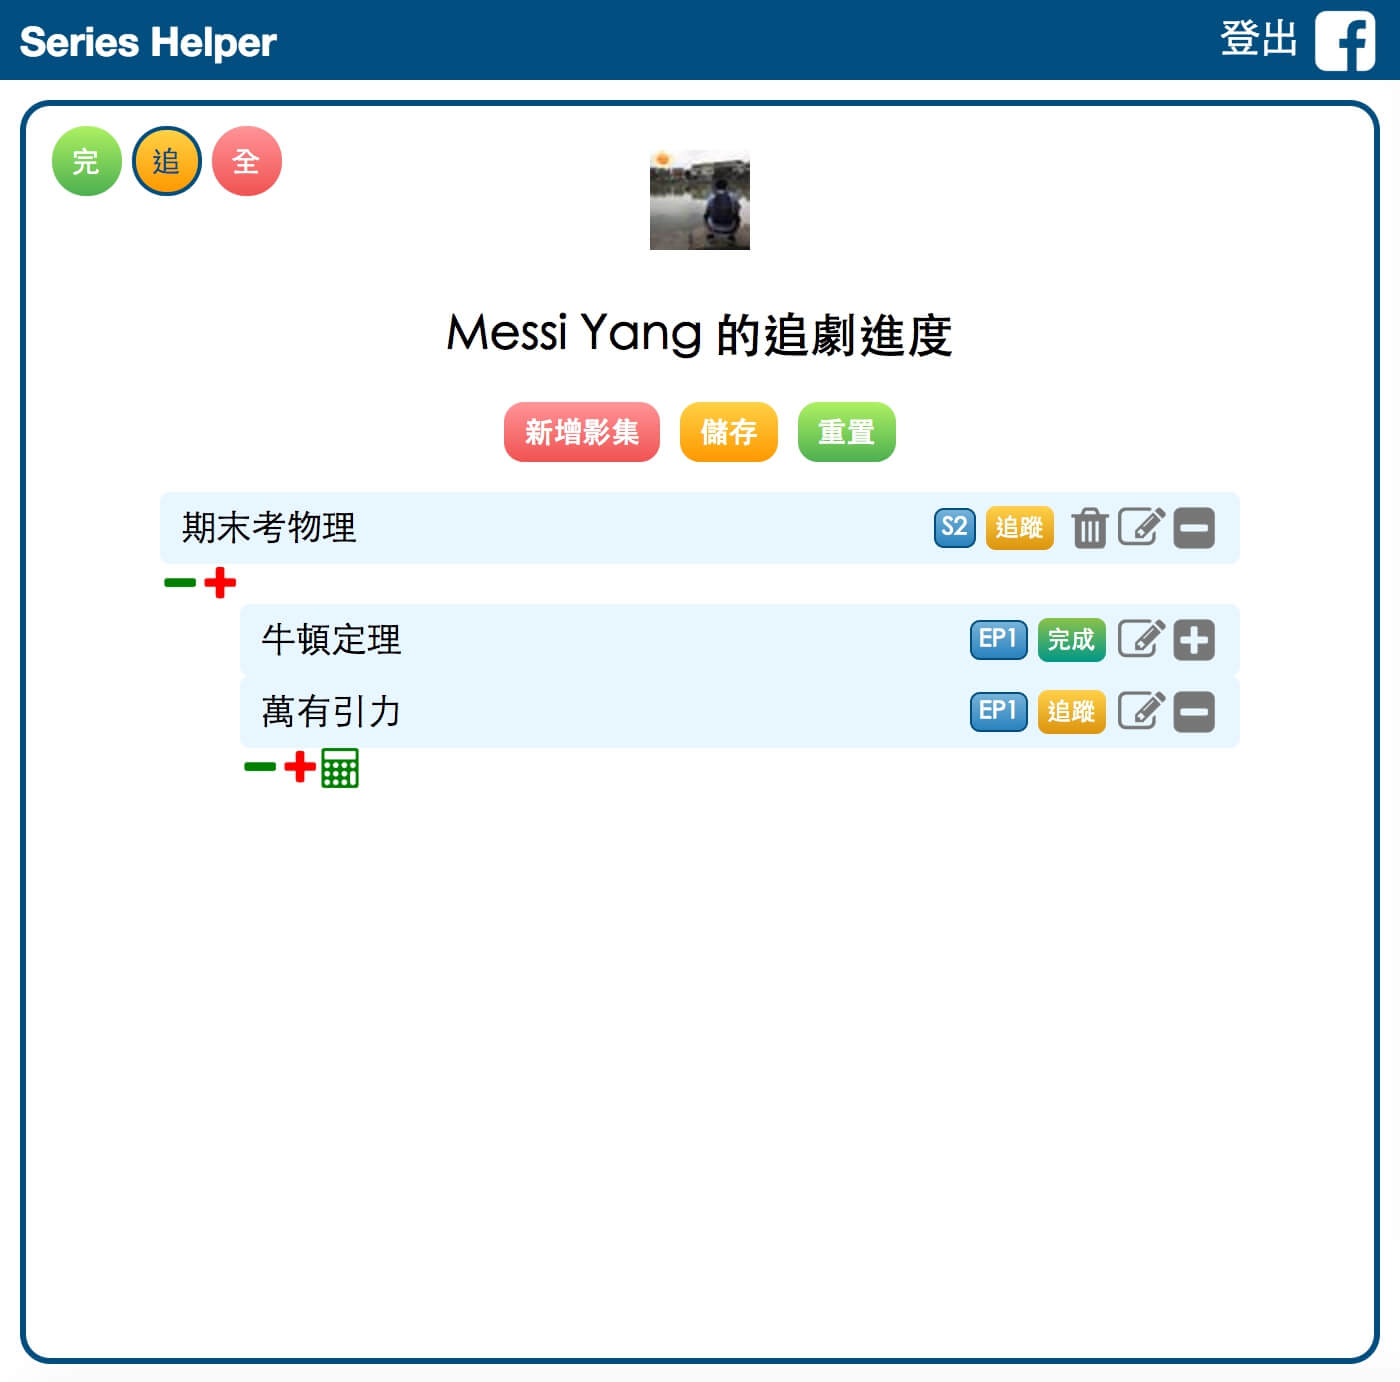 Series Helper 登出
完 追 全
Messi Yang 的追劇進度
新增影集 儲存 重置
期末考物理 S2 追蹤
牛頓定理 EP1 完成
萬有引力 EP1 追蹤